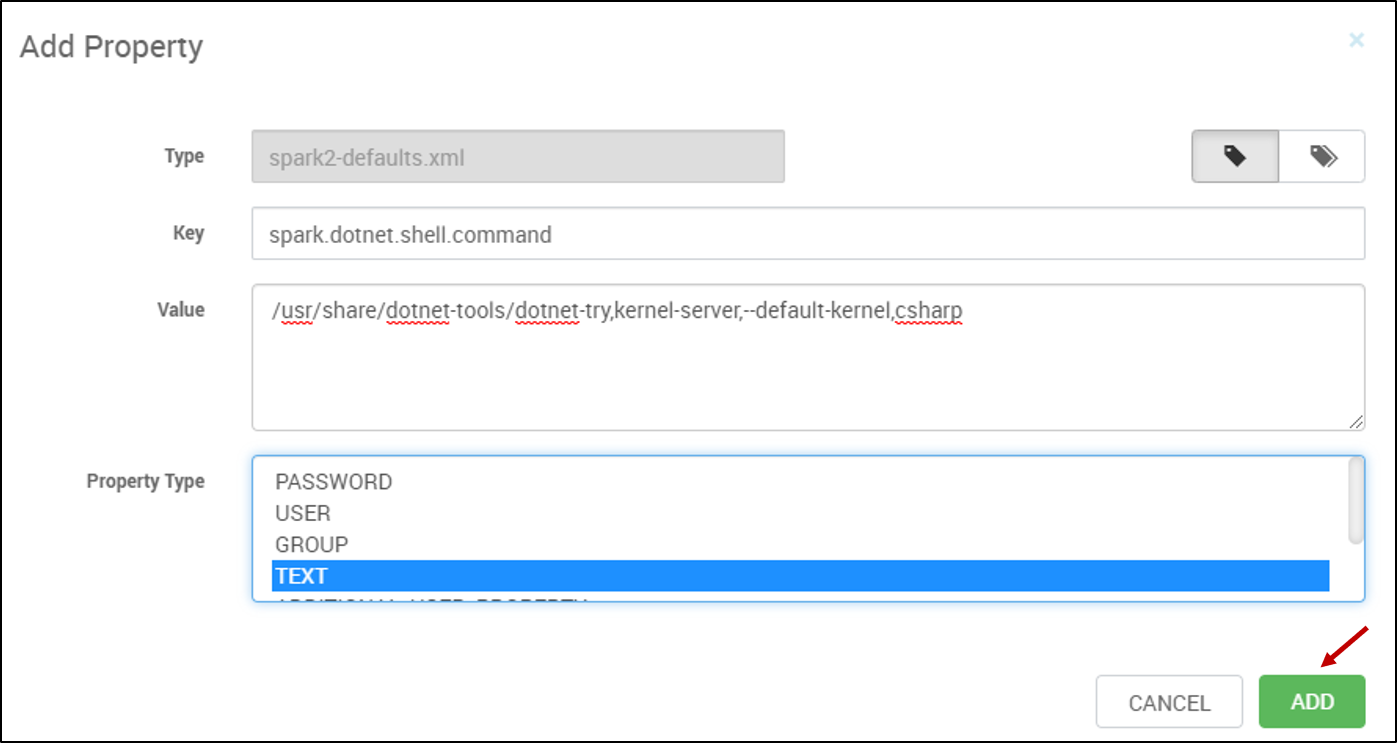 Add Property
×
Type
spark2-defaults.xml
Key
spark.dotnet.shell.command
Value
/usr/share/dotnet-tools/dotnet-try,kernel-server,--default-kernel,csharp
Property Type
PASSWORD
USER
GROUP
TEXT
CANCEL
ADD